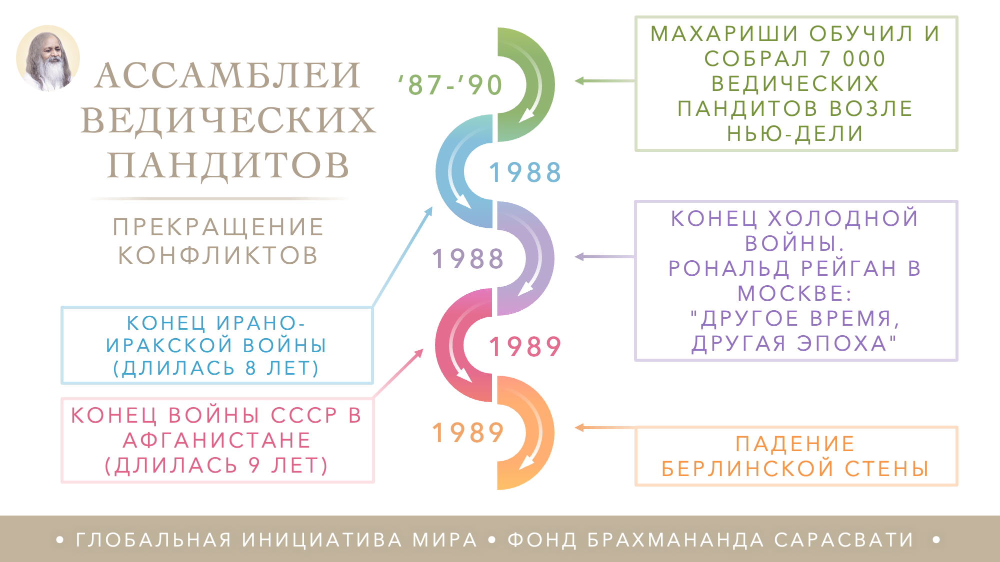 АССАМБЛЕИ
ВЕДИЧЕСКИХ
ПАНДИТОВ
ПРЕКРАЩЕНИЕ
КОНФЛИКТОВ
‘87-’90
МАХАРИШИ ОБУЧИЛ И
СОБРАЛ 7 000
ВЕДИЧЕСКИХ
ПАНДИТОВ ВОЗЛЕ
НЬЮ-ДЕЛИ
1988
КОНЕЦ ИРАНО-
ИРАКСКОЙ ВОЙНЫ
(ДЛИЛАСЬ 8 ЛЕТ)
1988
КОНЕЦ ХОЛОДНОЙ
ВОЙНЫ.
РОНАЛЬД РЕЙГАН В
МОСКВЕ:
"ДРУГОЕ ВРЕМЯ,
ДРУГАЯ ЭПОХА"
1989
КОНЕЦ ВОЙНЫ СССР В
АФГАНИСТАНЕ
(ДЛИЛАСЬ 9 ЛЕТ)
1989
ПАДЕНИЕ
БЕРЛИНСКОЙ СТЕНЫ
• ГЛОБАЛЬНАЯ ИНИЦИАТИВА МИРА • ФОНД БРАХМАНАНДА САРАСВАТИ •